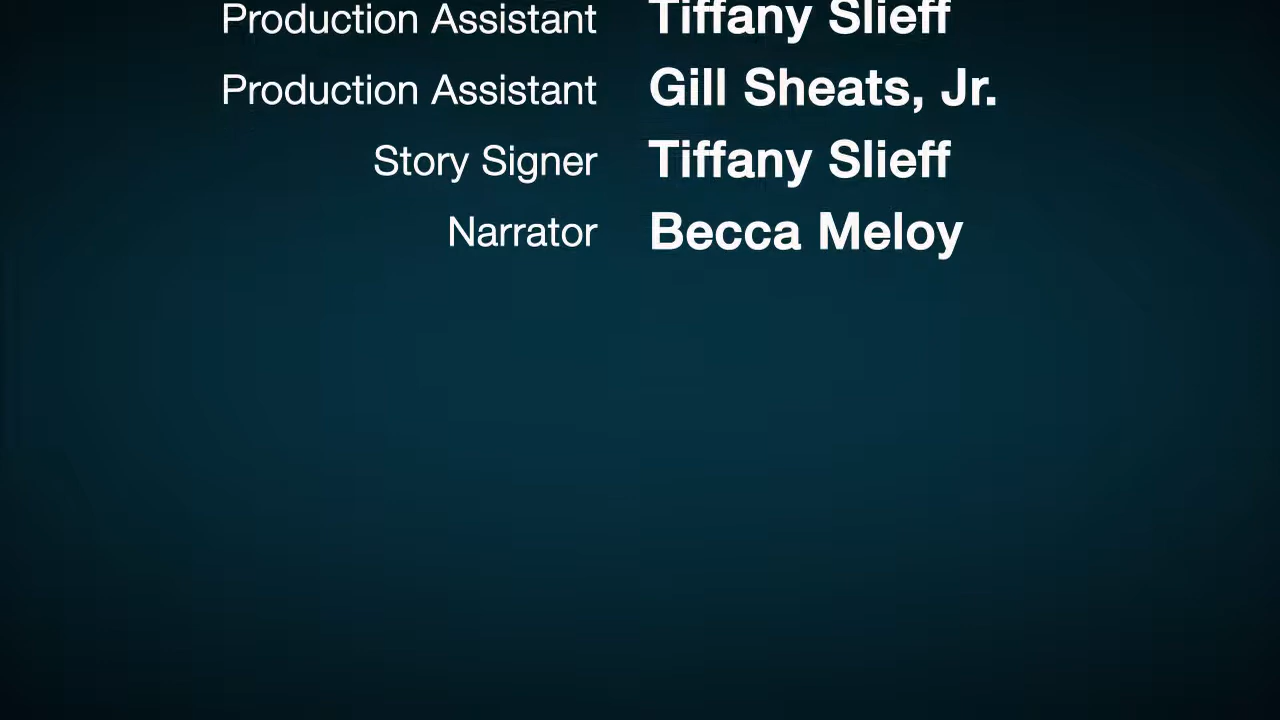 Production Assistant Tiffany Slieff
Production Assistant Gill Sheats, Jr.
Story Signer Tiffany Slieff
Narrator Becca Meloy